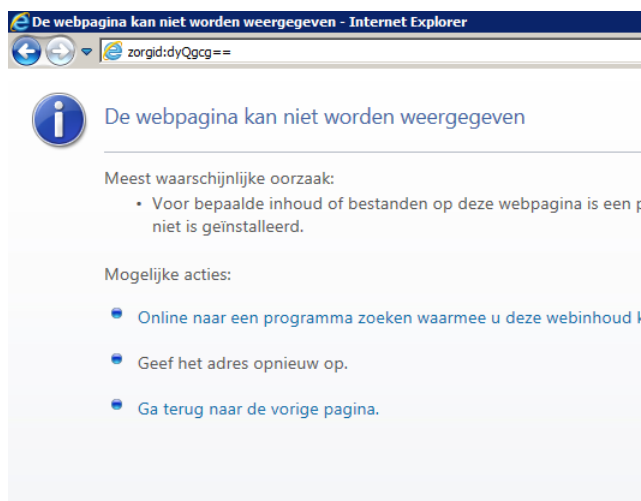 De webpagina kan niet worden weergegeven - Internet Explorer
zorgid:dyQgcg==
De webpagina kan niet worden weergegeven
Meest waarschijnlijke oorzaak:
• Voor bepaalde inhoud of bestanden op deze webpagina is een
niet is geïnstalleerd.
Mogelijke acties:
Online naar een programma zoeken waarmee u deze webinhoud
Geef het adres opnieuw op.
Ga terug naar de vorige pagina.